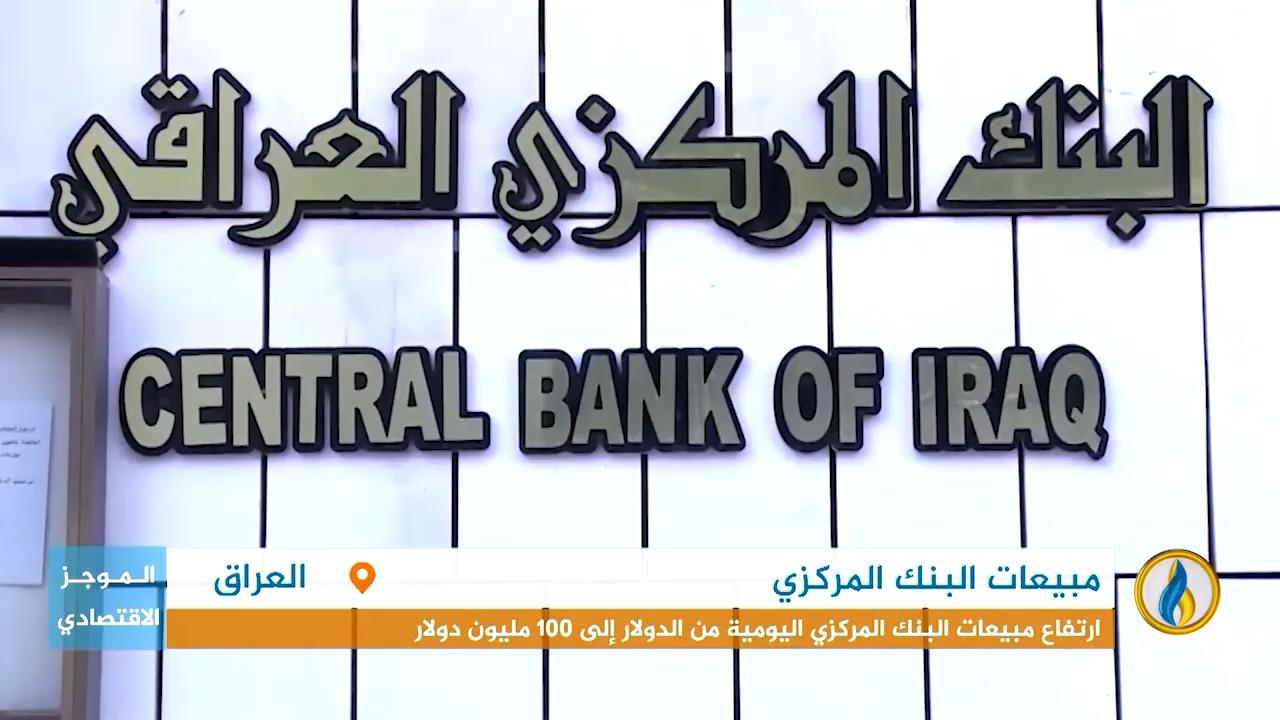 البنك المركزي العراقي
CENTRAL BANK OF IRAQ
مبيعات البنك المركزي
العراق
ارتفاع مبيعات البنك المركزي اليومية من الدولار إلى 100 مليون دولار
الموجز
الاقتصادي